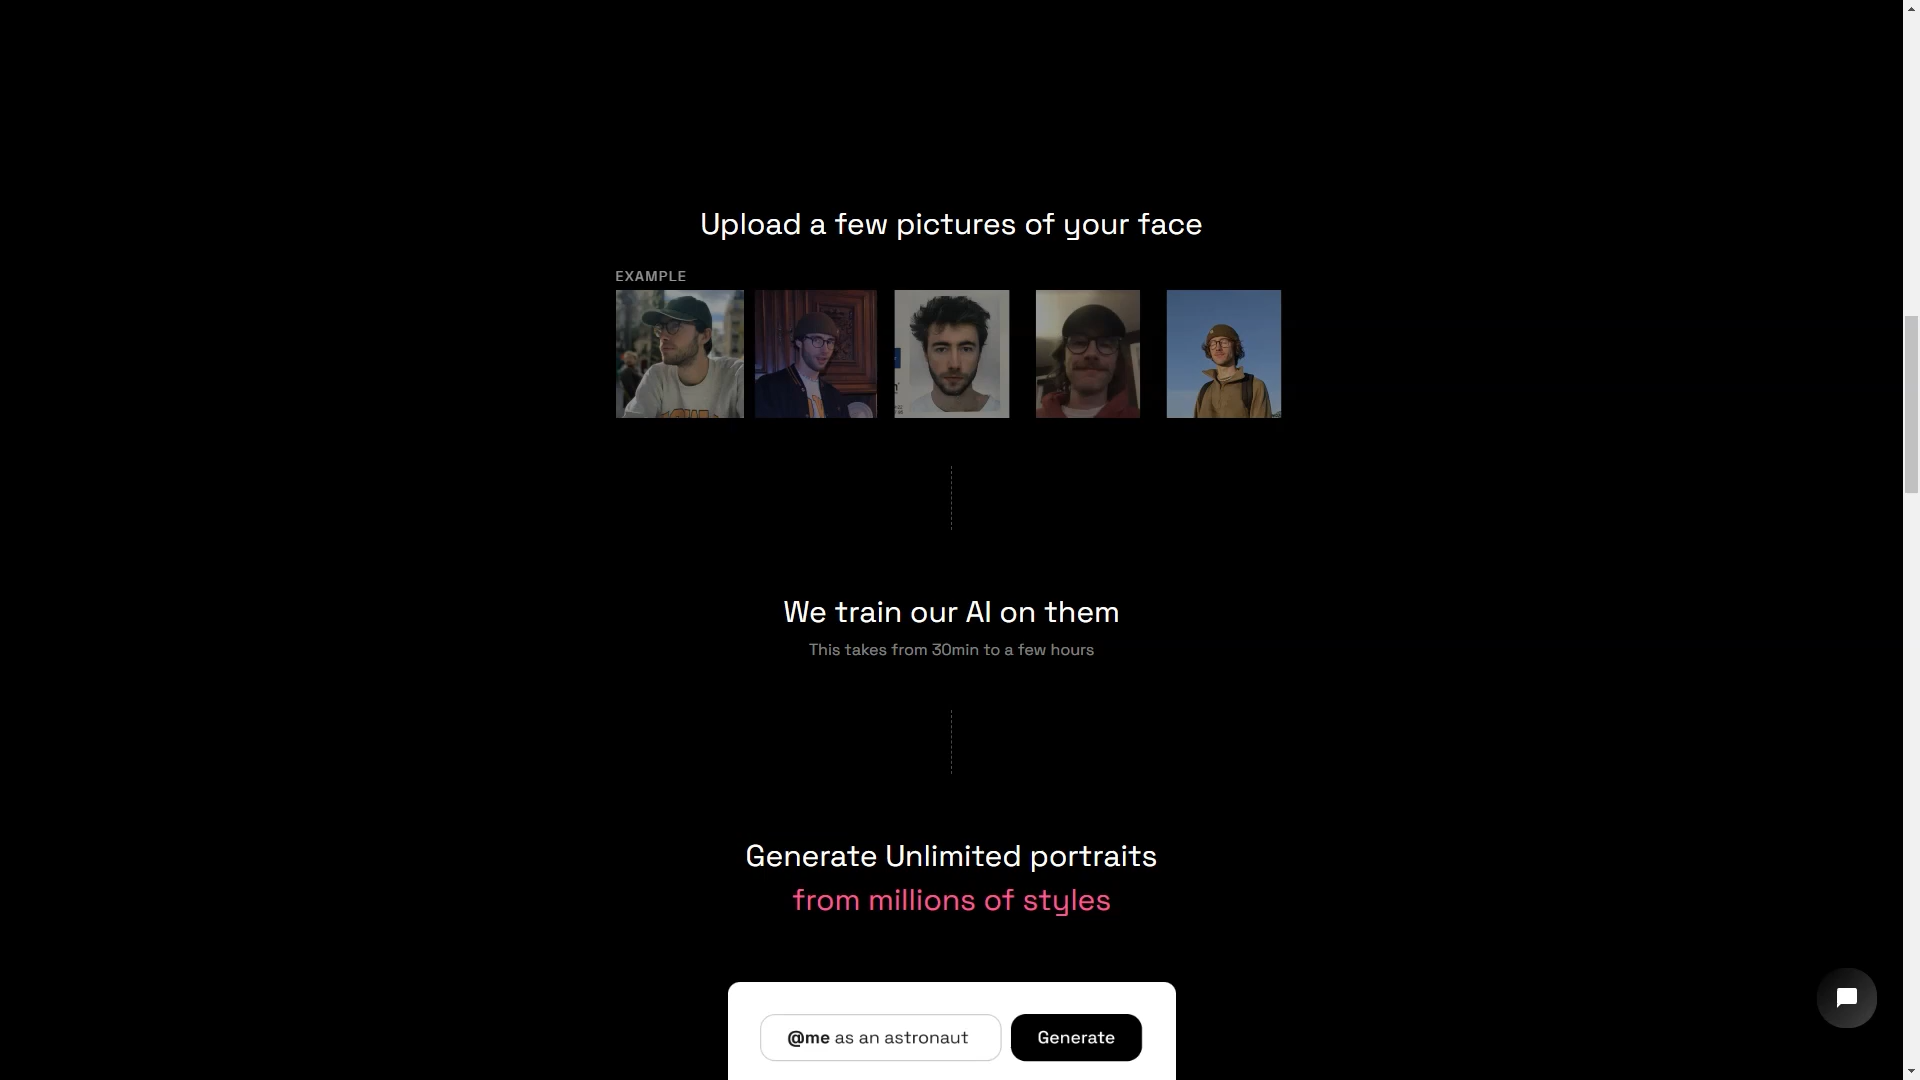 Upload a few pictures of your face
EXAMPLE
We train our AI on them
This takes from 30min to a few hours
Generate Unlimited portraits
from millions of styles
@me as an astronaut
Generate